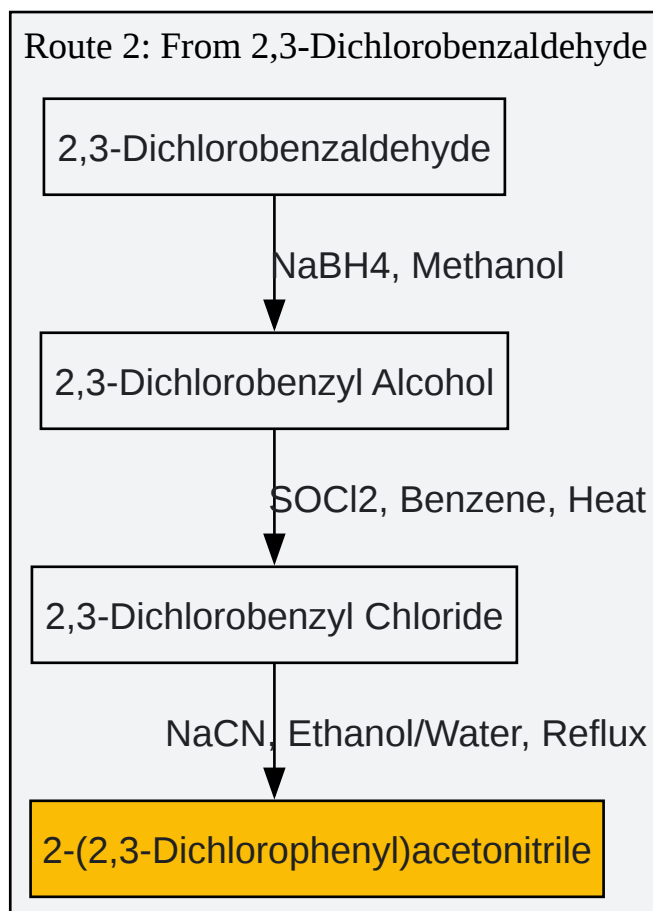 Route 2: From 2,3-Dichlorobenzaldehyde
2,3-Dichlorobenzaldehyde
NaBH4, Methanol
2,3-Dichlorobenzyl Alcohol
SOCl2, Benzene, Heat
2,3-Dichlorobenzyl Chloride
NaCN, Ethanol/Water, Reflux
2-(2,3-Dichlorophenyl)acetonitrile